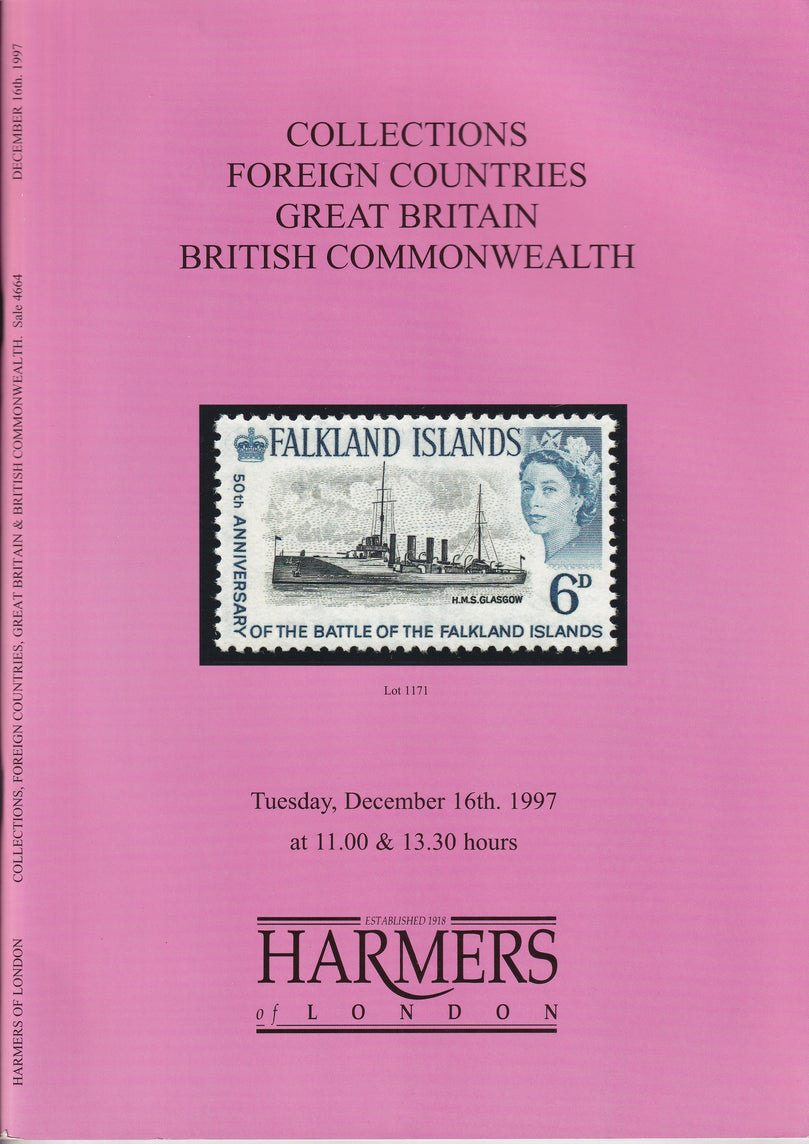 HARMERS OF LONDON COLLECTIONS, FOREIGN COUNTRIES, GREAT BRITAIN & BRITISH COMMONWEALTH. Sale 4664 DECEMBER 16th. 1997
COLLECTIONS
FOREIGN COUNTRIES
GREAT BRITAIN
BRITISH COMMONWEALTH
FALKLAND ISLANDS
50th ANNIVERSARY
H.M.S. GLASGOW
6D
OF THE BATTLE OF THE FALKLAND ISLANDS
Lot 1171
Tuesday, December 16th. 1997
at 11.00 & 13.30 hours
ESTABLISHED 1918
HARMERS
of LONDON